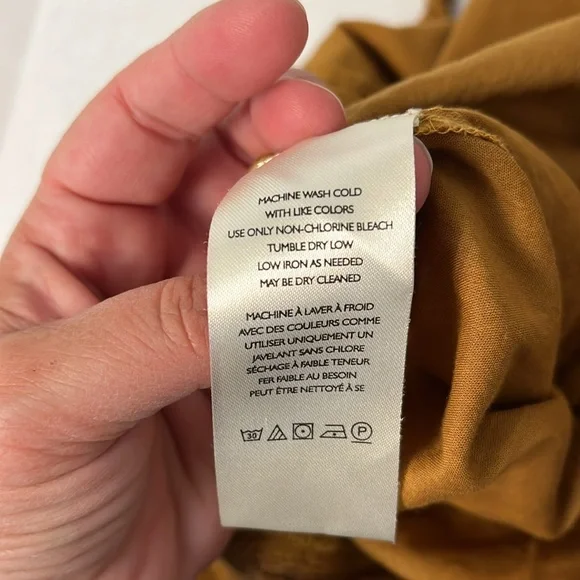 MACHINE WASH COLD
WITH LIKE COLORS
USE ONLY NON-CHLORINE BLEACH
TUMBLE DRY LOW
LOW IRON AS NEEDED
MAY BE DRY CLEANED
MACHINE À LAVER À FROID
AVEC DES COULEURS COMME
UTILISER UNIQUEMENT UN
JAVELANT SANS CHLORE
SÉCHAGE À FAIBLE TENEUR
FER FAIBLE AU BESOIN
PEUT ÊTRE NETTOYÉ À SE
30 P